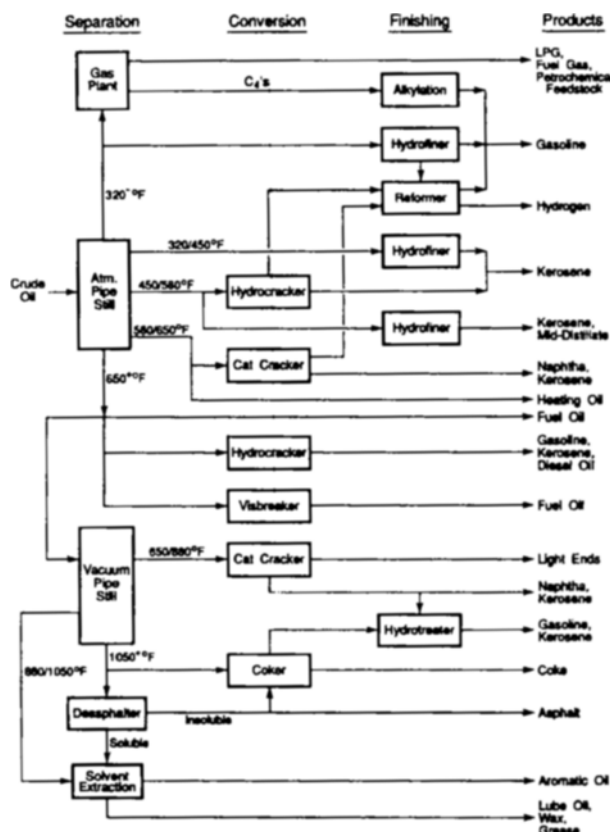 Separation
Conversion
Finishing
Products
Gas
Plant
C4's
Alkylation
LPG,
Fuel Gas,
Petrochemical
Feedstock
Hydrofiner
Gasoline
320-°F
Reformer
Hydrogen
Crude
Oil
Atm.
Pipe
Still
320/450°F
Hydrofiner
Kerosene
450/580°F
Hydrocracker
Hydrofiner
Kerosene,
Mid-Distillate
580/650°F
Cat Cracker
Naphtha,
Kerosene
650+°F
Heating Oil
Fuel Oil
Hydrocracker
Gasoline,
Kerosene,
Diesel Oil
Visbreaker
Fuel Oil
Vacuum
Pipe
Still
650/880°F
Cat Cracker
Light Ends
Naphtha,
Kerosene
Hydrotreater
Gasoline,
Kerosene
880/1050°F
1050+°F
Coker
Coke
Deasphalter
Insoluble
Asphalt
Soluble
Solvent
Extraction
Aromatic Oil
Lube Oil,
Wax,
Grease